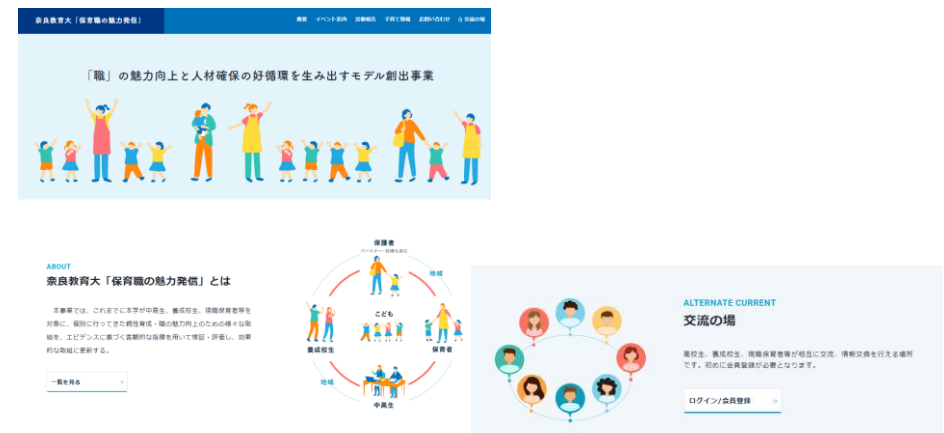 奈良教育大「保育職の魅力発信」
概要 イベント案内 活動報告 子育て情報 お問い合わせ 交流の場
「職」の魅力向上と人材確保の好循環を生み出すモデル創出事業
ABOUT
奈良教育大「保育職の魅力発信」とは
本事業では、これまでに本学が中高生、養成校生、現職保育者等を
対象に、個別に行ってきた親性育成・職の魅力向上のための様々な取
組を、エビデンスに基づく客観的な指標を用いて検証・評価し、効果
的な取組に更新する。
一覧を見る
保護者
地域
こども
養成校生
保育者
地域
中高生
ALTERNATE CURRENT
交流の場
高校生、養成校生、現職保育者等が相互に交流、情報交換を行える場所
です。初めに会員登録が必要となります。
ログイン/会員登録